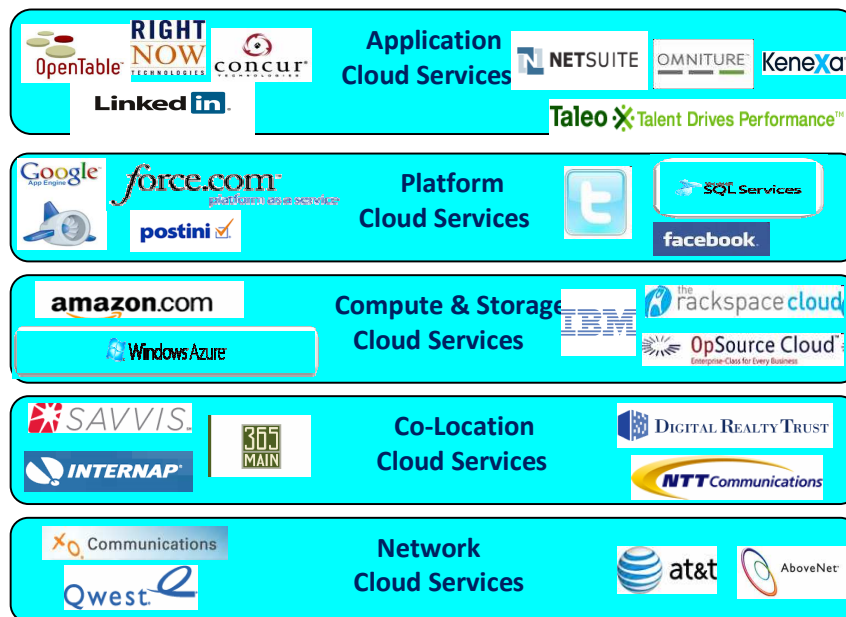 OpenTable
RIGHT
NOW
TECHNOLOGIES
concur
TECHNOLOGIES
Linked in.
Application
Cloud Services
NETSUITE
OMNITURE
Kenexa
Taleo Talent Drives Performance™
Google
App Engine
force.com
platform as a service
postini
Platform
Cloud Services
t
SQL Services
facebook.
amazon.com
Windows Azure
Compute & Storage
Cloud Services
IBM
the
rackspace cloud
OpSource Cloud™
Enterprise-Class for Every Business
SAVVIS
INTERNAP
365
MAIN
Co-Location
Cloud Services
DIGITAL REALTY TRUST
NTT Communications
XO Communications
Qwest
Network
Cloud Services
at&t
AboveNet